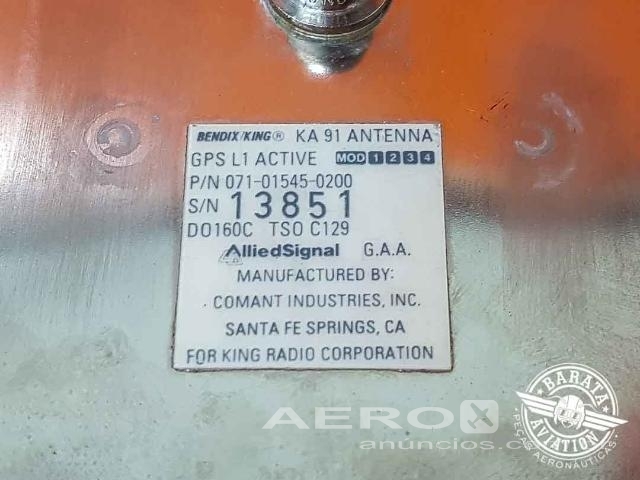 BENDIX/KING® KA 91 ANTENNA
GPS L1 ACTIVE MOD 1 2 3 4
P/N 071-01545-0200
S/N 13851
DO160C TSO C129
AlliedSignal G.A.A.
MANUFACTURED BY:
COMANT INDUSTRIES, INC.
SANTA FE SPRINGS, CA
FOR KING RADIO CORPORATION
AEROX
anúncios.c
BARATA
AVIATION
PEÇAS AERONÁUTICAS